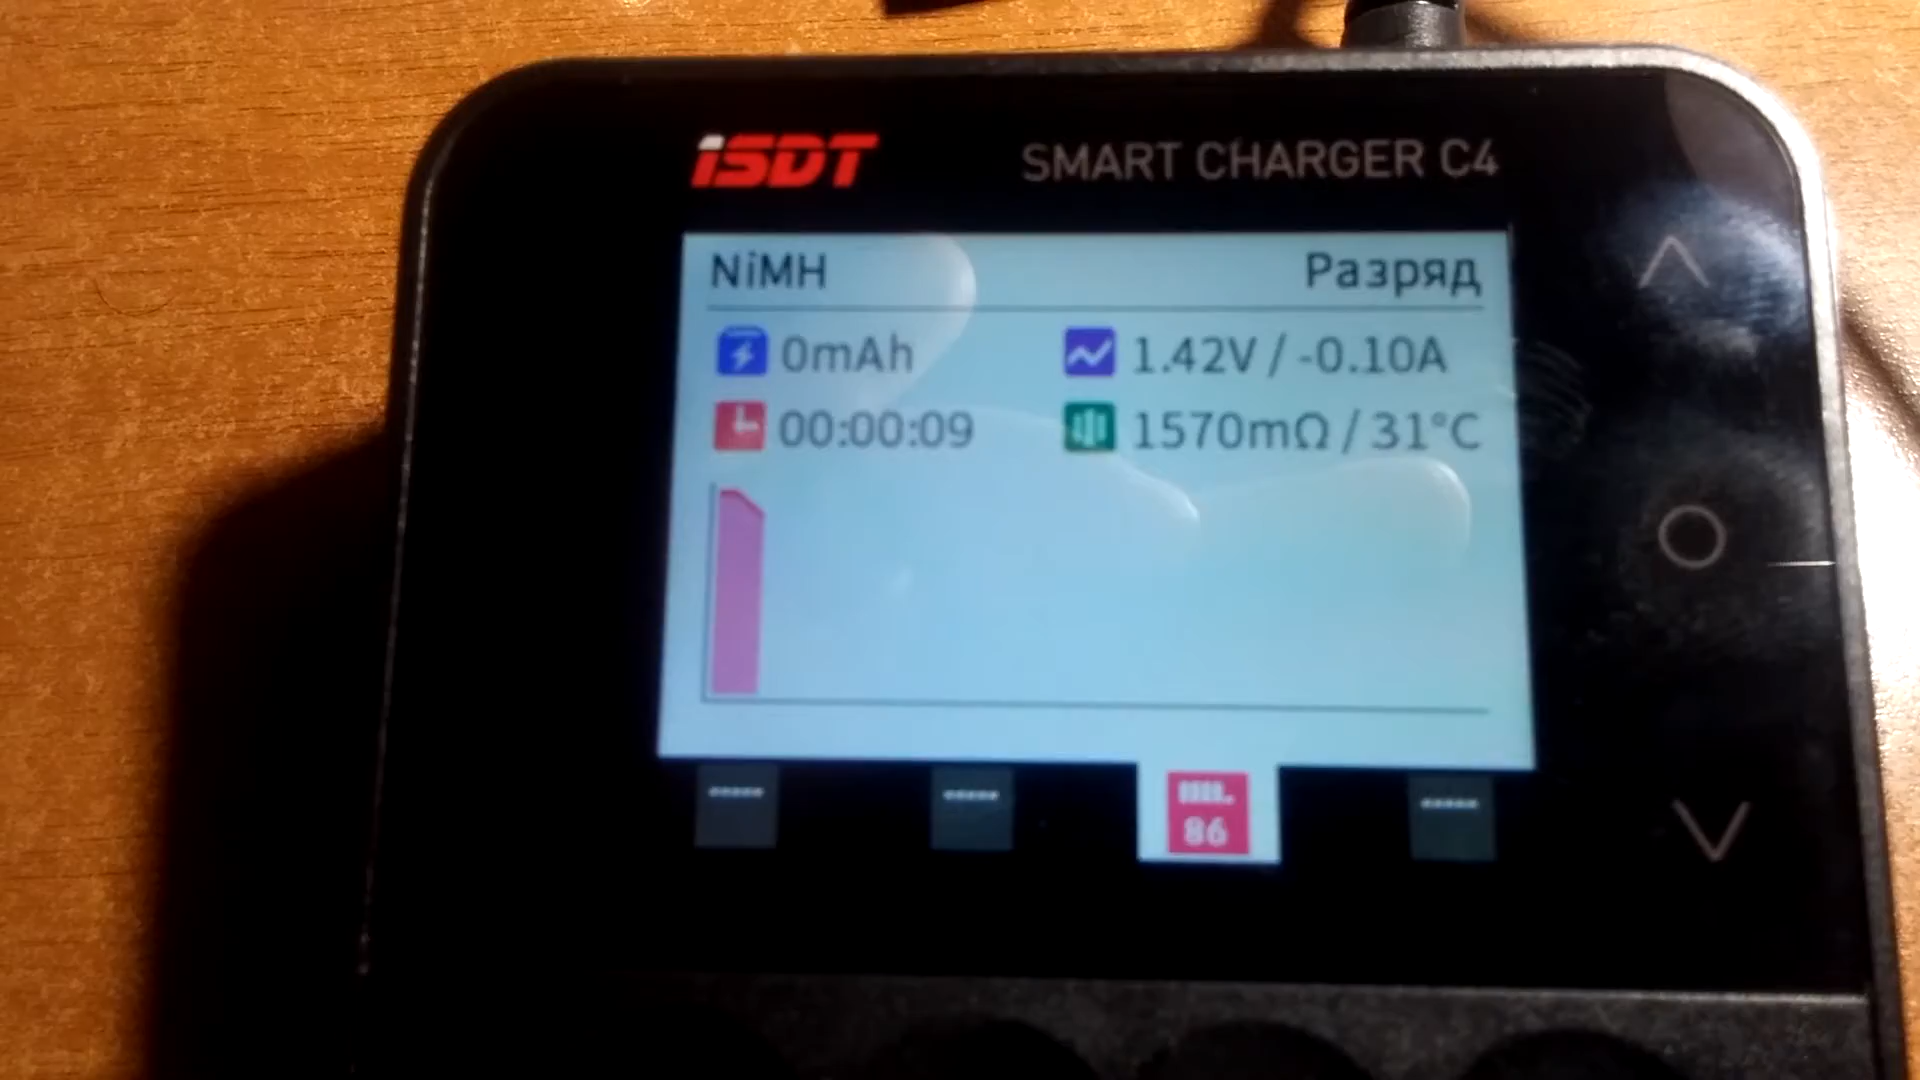 iSDT SMART CHARGER C4
NiMH Разряд
0mAh 1.42V / -0.10A
00:00:09 1570mΩ / 31°C
----- ----- 86 -----